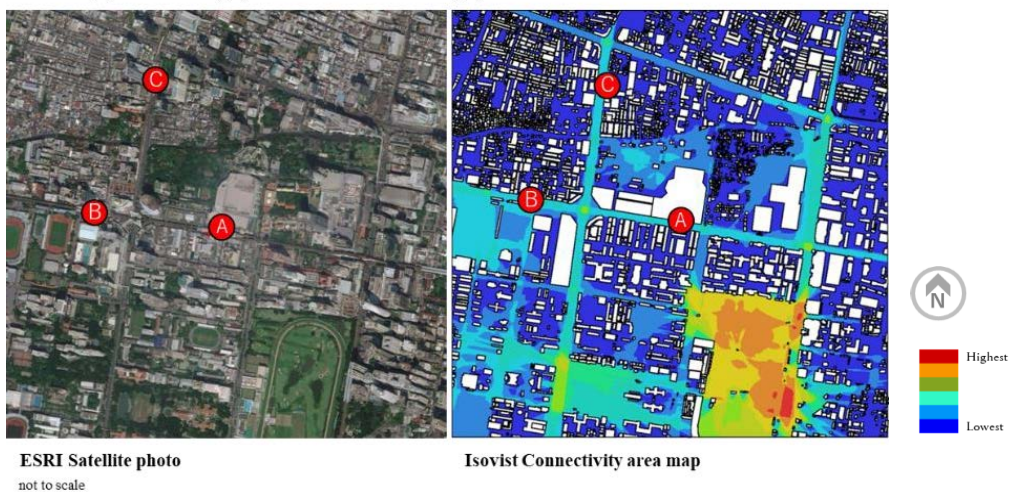 C
B
A
C
B
A
N
Highest
Lowest
ESRI Satellite photo
not to scale
Isovist Connectivity area map